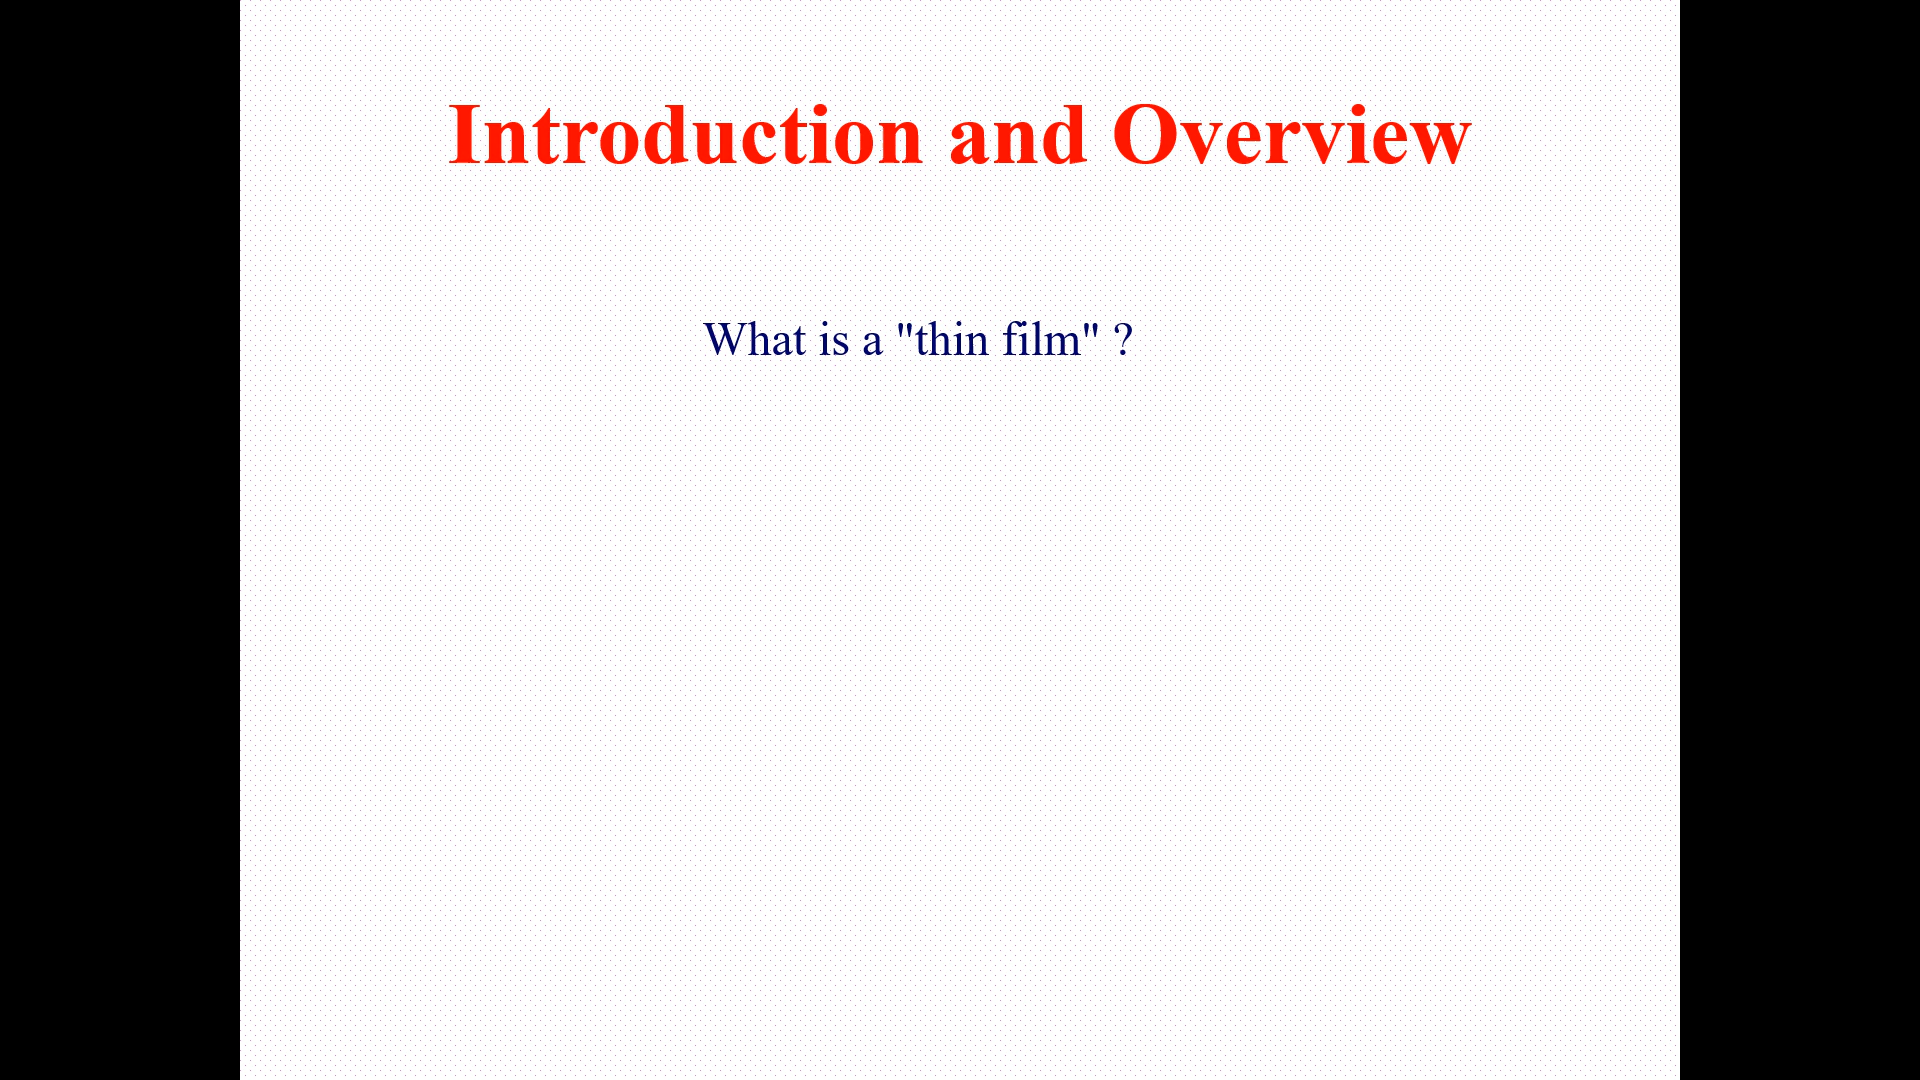 Introduction and Overview
What is a "thin film" ?